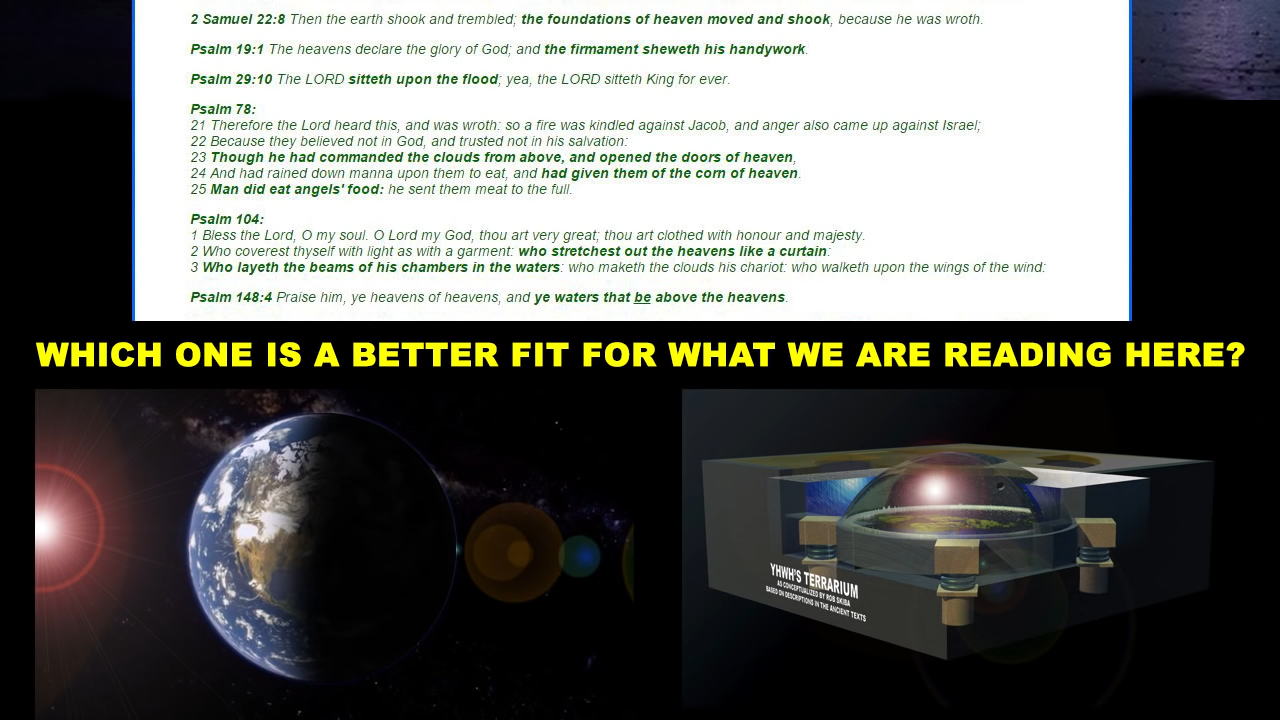 2 Samuel 22:8 Then the earth shook and trembled; the foundations of heaven moved and shook, because he was wroth.
Psalm 19:1 The heavens declare the glory of God; and the firmament sheweth his handywork.
Psalm 29:10 The LORD sitteth upon the flood; yea, the LORD sitteth King for ever.
Psalm 78:
21 Therefore the Lord heard this, and was wroth: so a fire was kindled against Jacob, and anger also came up against Israel;
22 Because they believed not in God, and trusted not in his salvation:
23 Though he had commanded the clouds from above, and opened the doors of heaven,
24 And had rained down manna upon them to eat, and had given them of the corn of heaven.
25 Man did eat angels' food: he sent them meat to the full.
Psalm 104:
1 Bless the Lord, O my soul. O Lord my God, thou art very great; thou art clothed with honour and majesty.
2 Who coverest thyself with light as with a garment: who stretchest out the heavens like a curtain:
3 Who layeth the beams of his chambers in the waters: who maketh the clouds his chariot: who walketh upon the wings of the wind:
Psalm 148:4 Praise him, ye heavens of heavens, and ye waters that be above the heavens.
WHICH ONE IS A BETTER FIT FOR WHAT WE ARE READING HERE?
YHWH'S TERRARIUM
AS CONCEPTUALIZED BY ROB SKIBA
BASED ON DESCRIPTIONS IN THE ANCIENT TEXTS